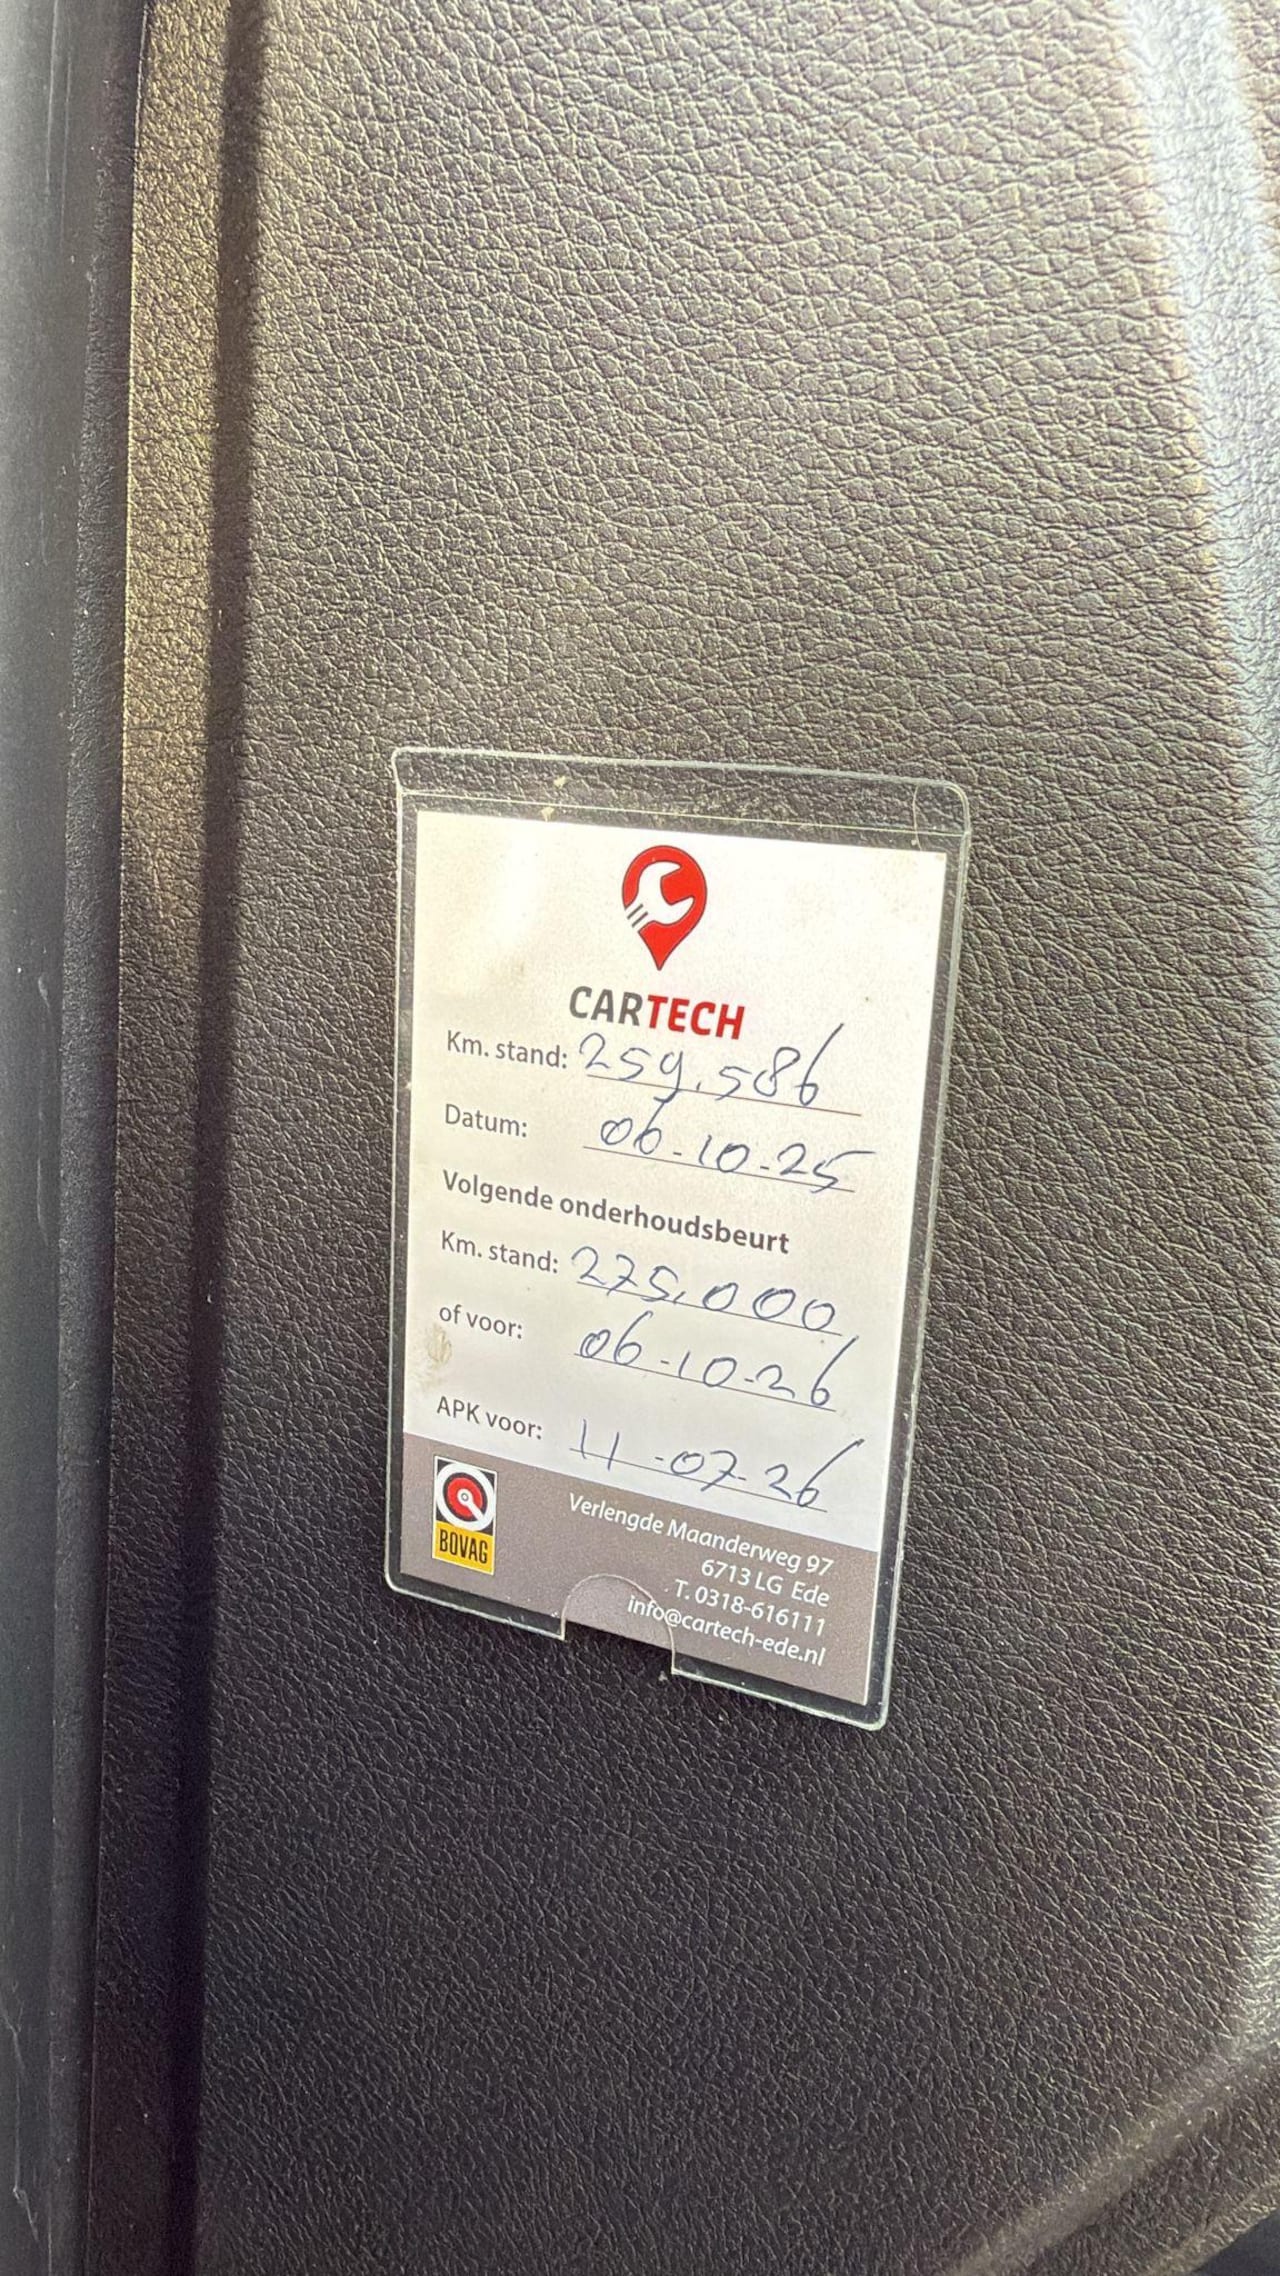 CARTECH
Km. stand: 259.586
Datum: 06-10-25
Volgende onderhoudsbeurt
Km. stand: 275.000
of voor: 06-10-26
APK voor: 11-07-26
BOVAG
Verlengde Maanderweg 97
6713 LG Ede
T. 0318-616111
info@cartech-ede.nl